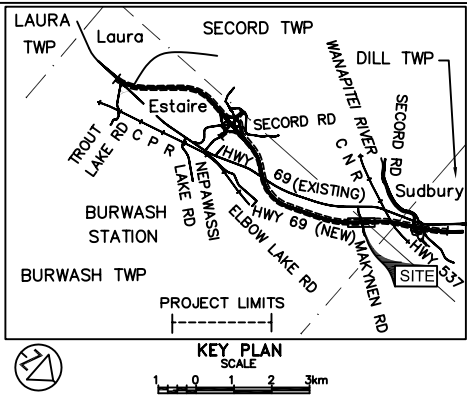 LAURA
TWP
Laura
SECOND TWP
WANAPITEI RIVER
DILL TWP
Estaire
SECORD RD
SECORD RD
TROUT
LAKE RD
C P R
C N R
HWY 69 (EXISTING)
Sudbury
NEPAWASSI
LAKE RD
BURWASH
STATION
ELBOW LAKE RD
HWY 69 (NEW)
MAKYNEN RD
HWY 537
SITE
BURWASH TWP
PROJECT LIMITS
N
KEY PLAN
SCALE
1 0 1 2 3km